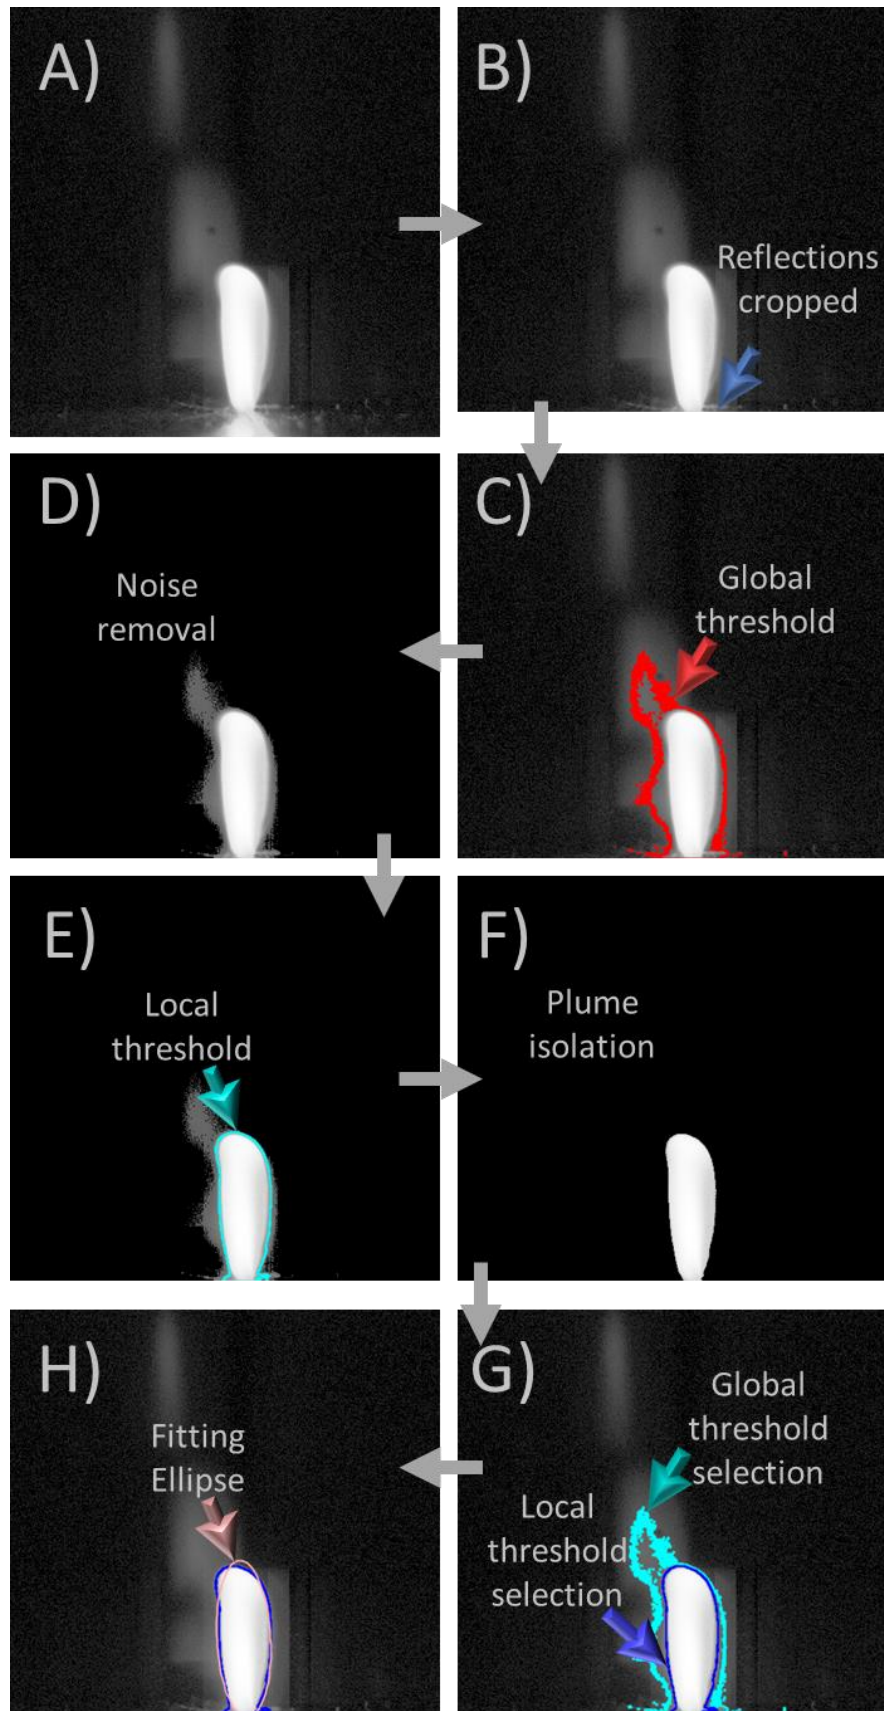 A)
B)
Reflections
cropped
D)
Noise
removal
C)
Global
threshold
E)
Local
threshold
F)
Plume
isolation
H)
Fitting
Ellipse
G)
Global
threshold
selection
Local
threshold
selection